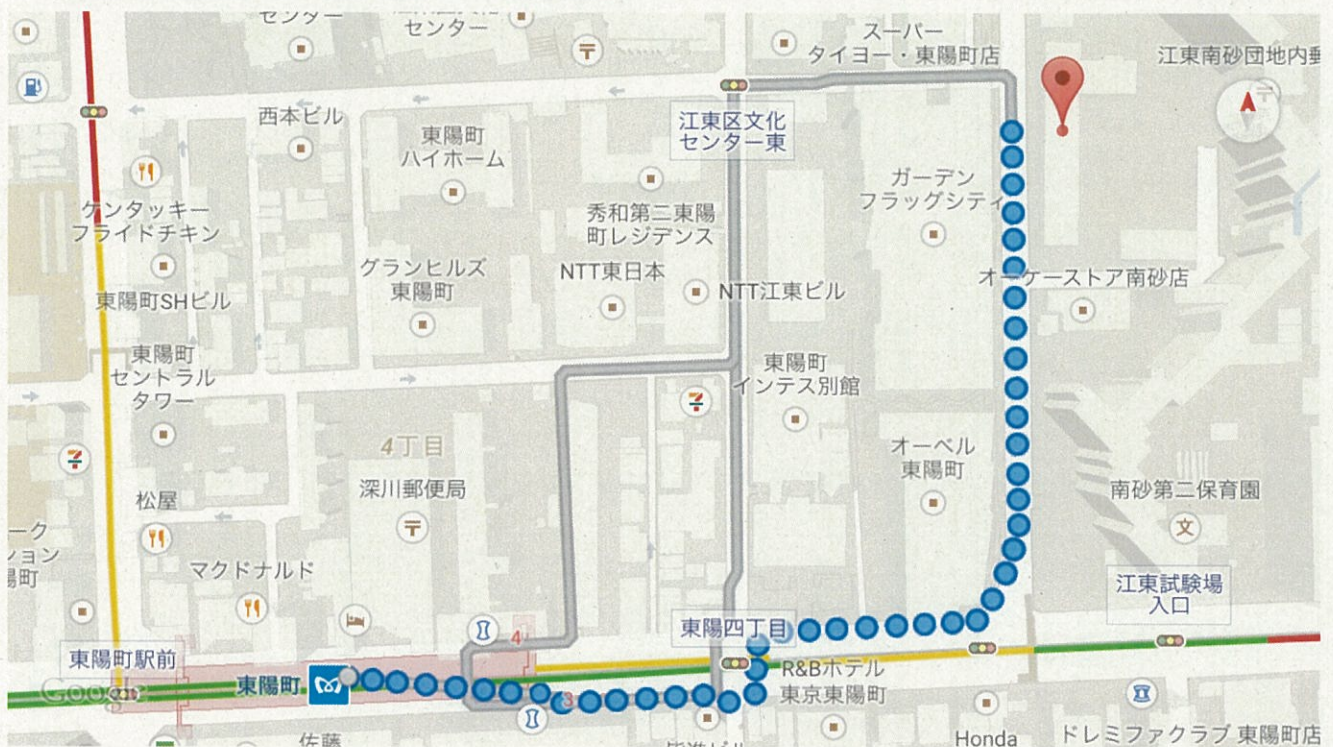 センター
センター
スーパー
タイヨー・東陽町店
江東南砂団地内郵
西本ビル
東陽町
ハイホーム
江東区文化
センター東
ガーデン
フラッグシティ
ケンタッキー
フライドチキン
秀和第二東陽
町レジデンス
グランヒルズ
東陽町
NTT東日本
NTT江東ビル
オーケーストア南砂店
東陽町SHビル
東陽町
セントラル
タワー
東陽町
インテス別館
4丁目
オーベル
東陽町
深川郵便局
南砂第二保育園
松屋
ーク
ション
陽町
マクドナルド
江東試験場
入口
東陽四丁目
4
東陽町駅前
R&Bホテル
東京東陽町
Google
東陽町
3
佐藤
Honda
ドレミファクラブ 東陽町店